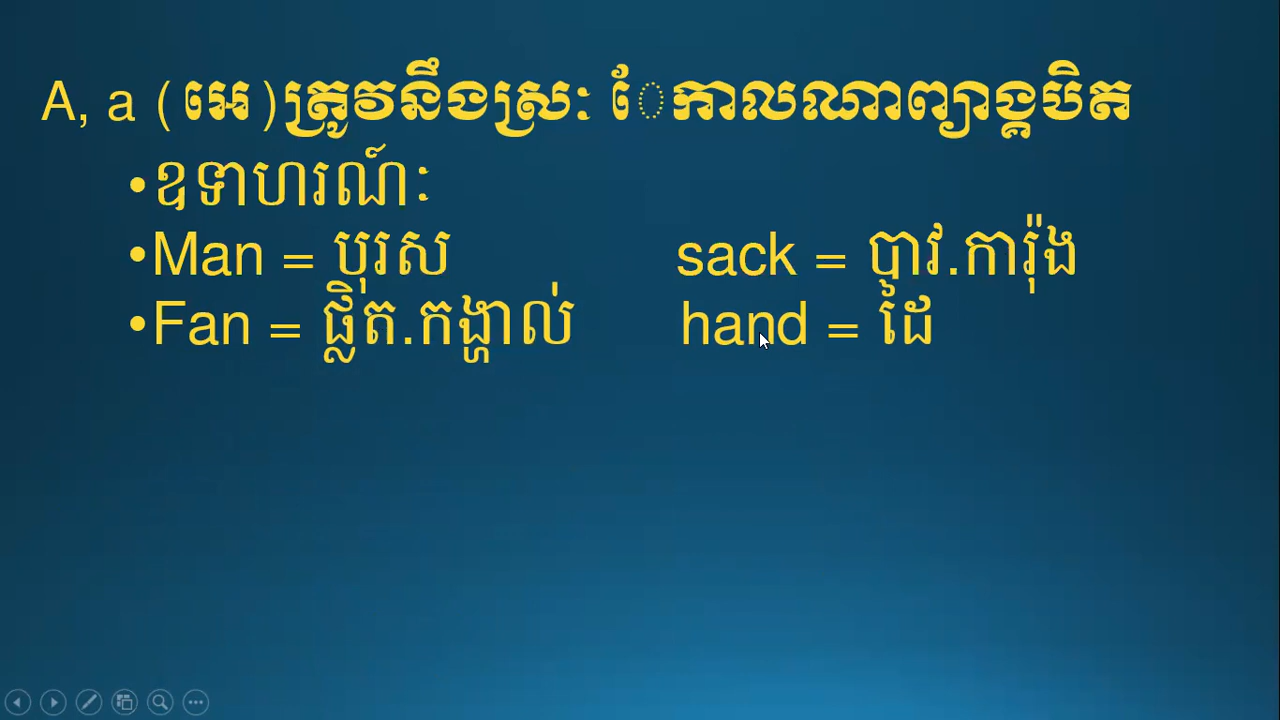 A, a (អេ)ត្រូវនឹងស្រៈ ែកាលណាព្យាង្គបិត
•ឧទាហរណ៍ៈ
•Man = បុរស sack = បាវ.ការ៉ុង
•Fan = ផ្លិត.កង្ហាល់ hand = ដៃ